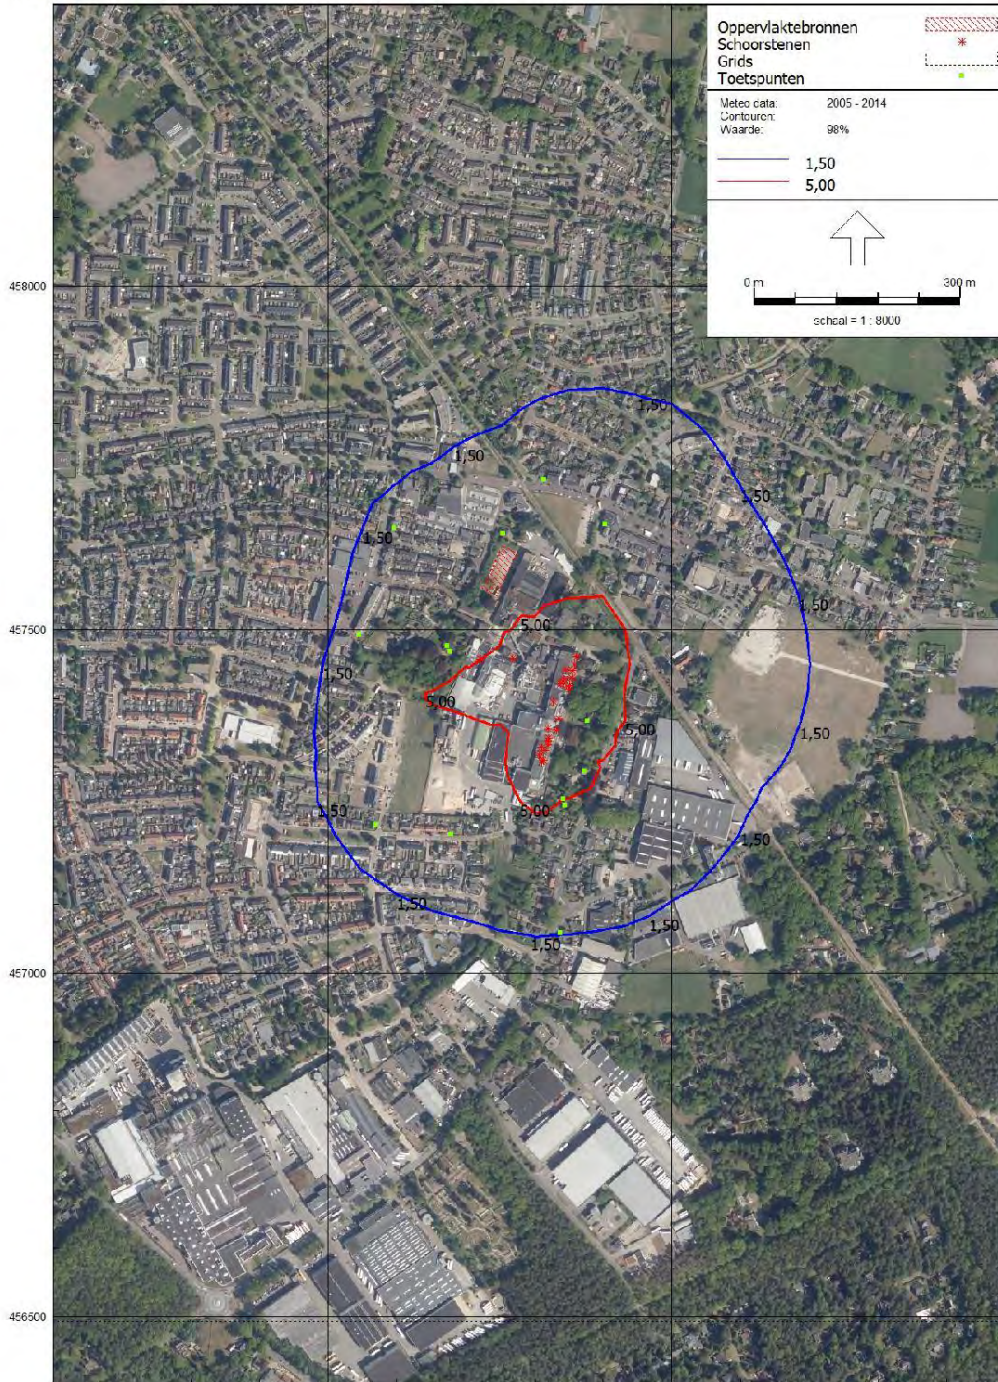 Oppervlaktebronnen
Schoorstenen
Grids
Toetspunten
Meteo data: 2005 - 2014
Contouren:
Waarde: 98%
1,50
5,00
0 m 300 m
schaal = 1 : 8000
458000
1,50
1,50
1,50
1,50
1,50
457500
5,00
1,50
5,00
5,00
1,50
1,50
5,00
1,50
1,50
1,50
1,50
457000
456500